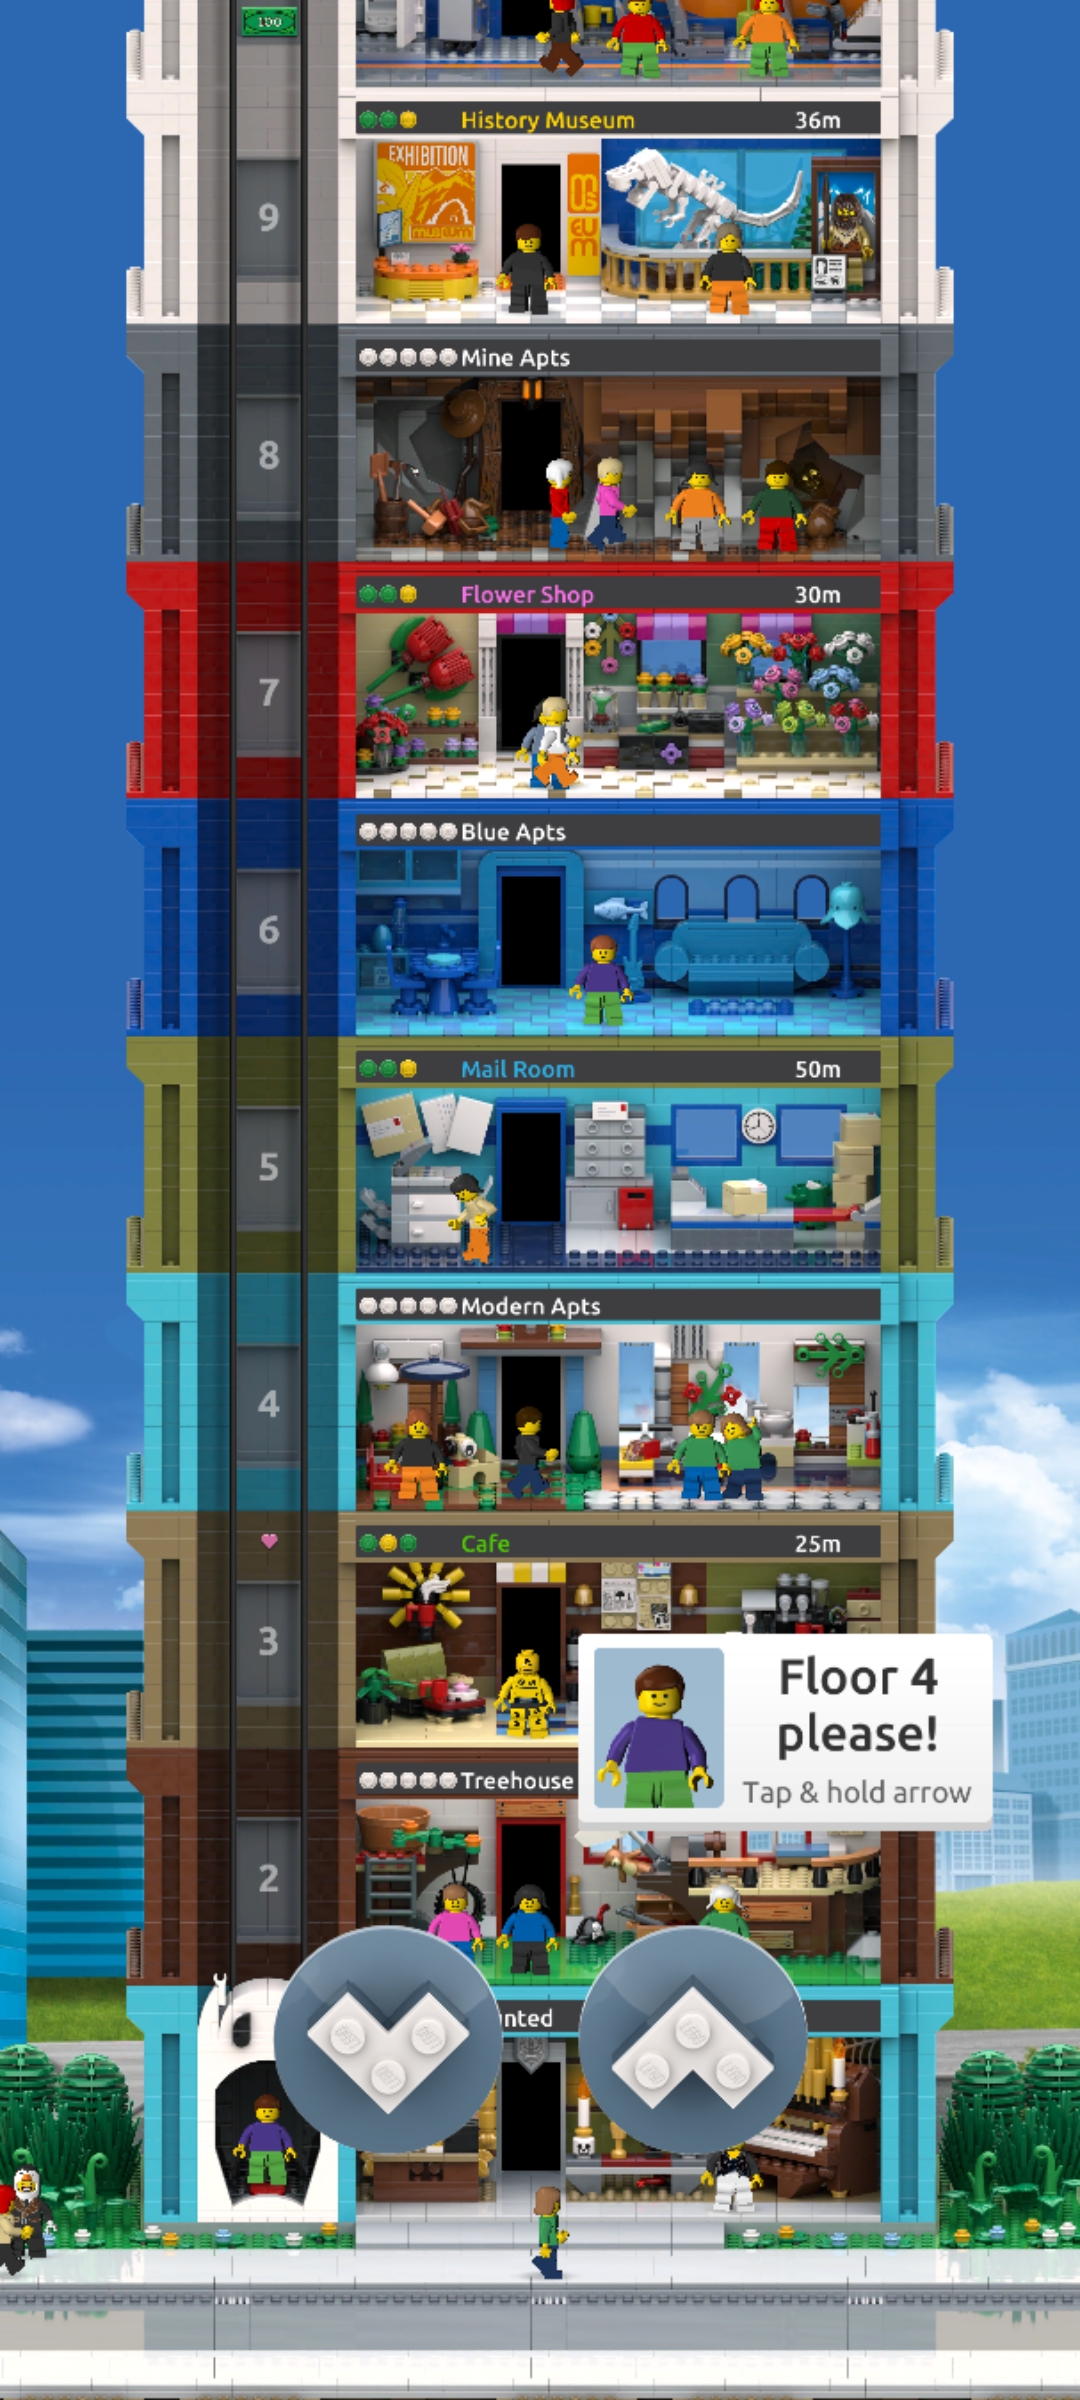 100
History Museum 36m
EXHIBITION
MUSEUM
MUSEUM
9
Mine Apts
8
Flower Shop 30m
7
Blue Apts
6
Mail Room 50m
5
Modern Apts
4
Cafe 25m
3
Floor 4
please!
Tap & hold arrow
Treehouse
2
nted